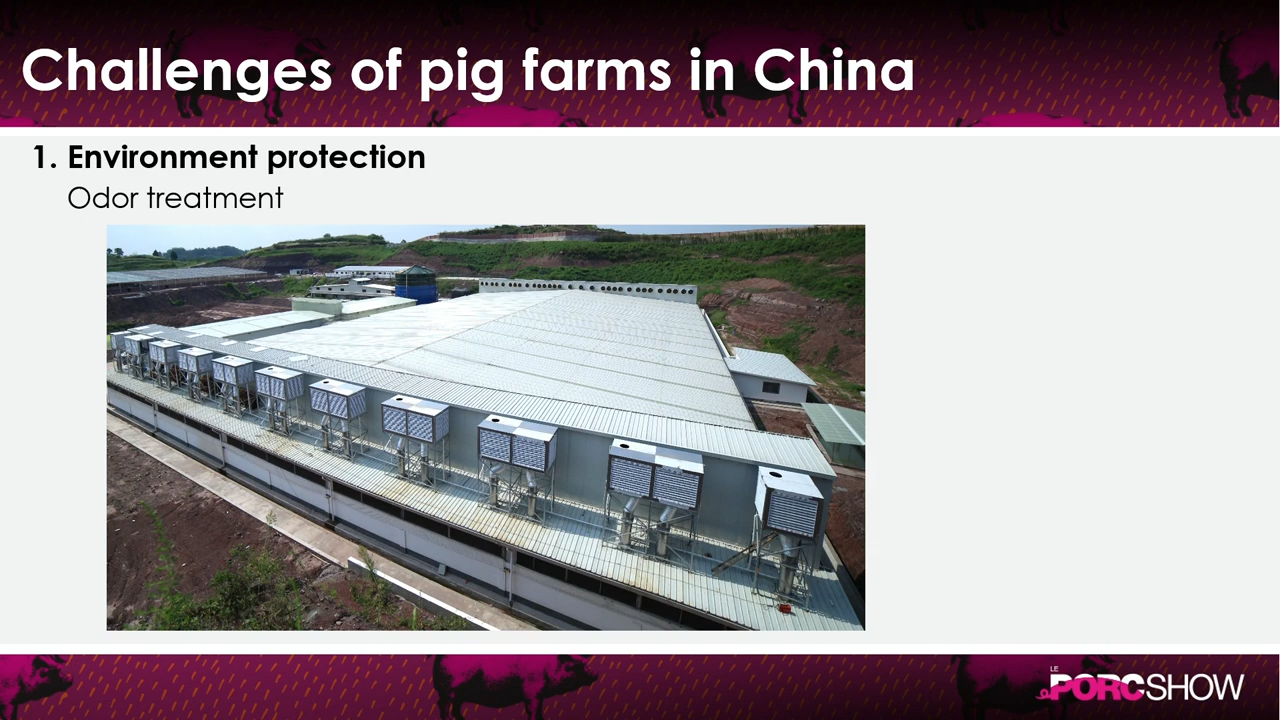 Challenges of pig farms in China
1. Environment protection
Odor treatment
LE
PORCSHOW